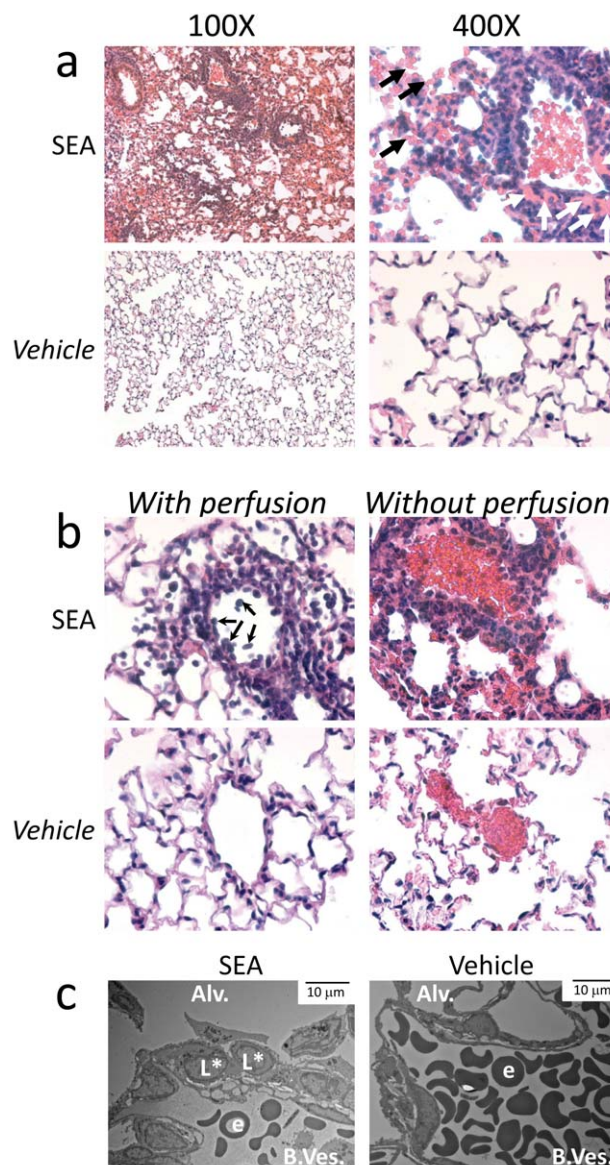 100X 400X
a
SEA
Vehicle
With perfusion Without perfusion
b
SEA
Vehicle
SEA Vehicle
c
Alv. 10 µm Alv. 10 µm
L* L*
e e
B.Ves. B.Ves.